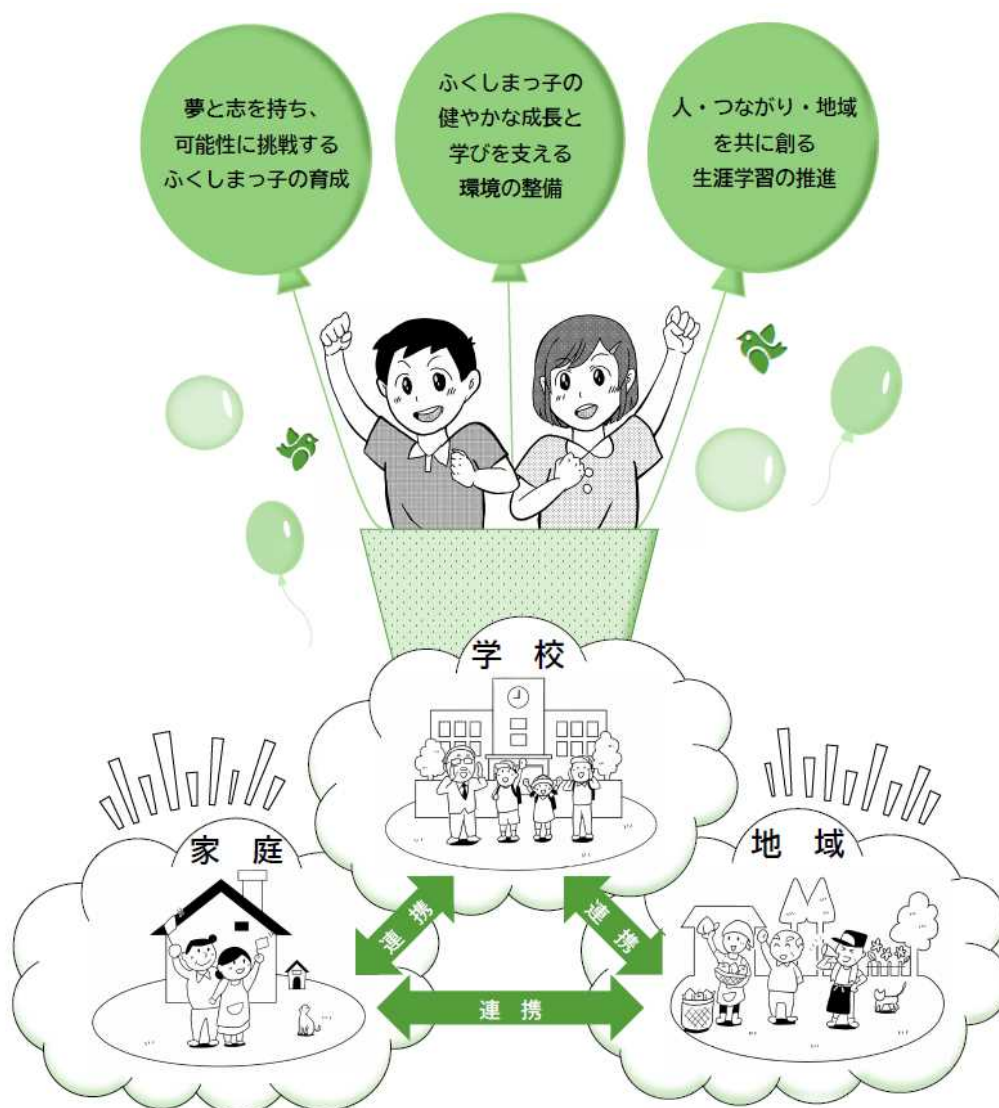 夢と志を持ち、
可能性に挑戦する
ふくしまっ子の育成
ふくしまっ子の
健やかな成長と
学びを支える
環境の整備
人・つながり・地域
を共に創る
生涯学習の推進
学 校
家 庭
地 域
連 携
連 携
連 携